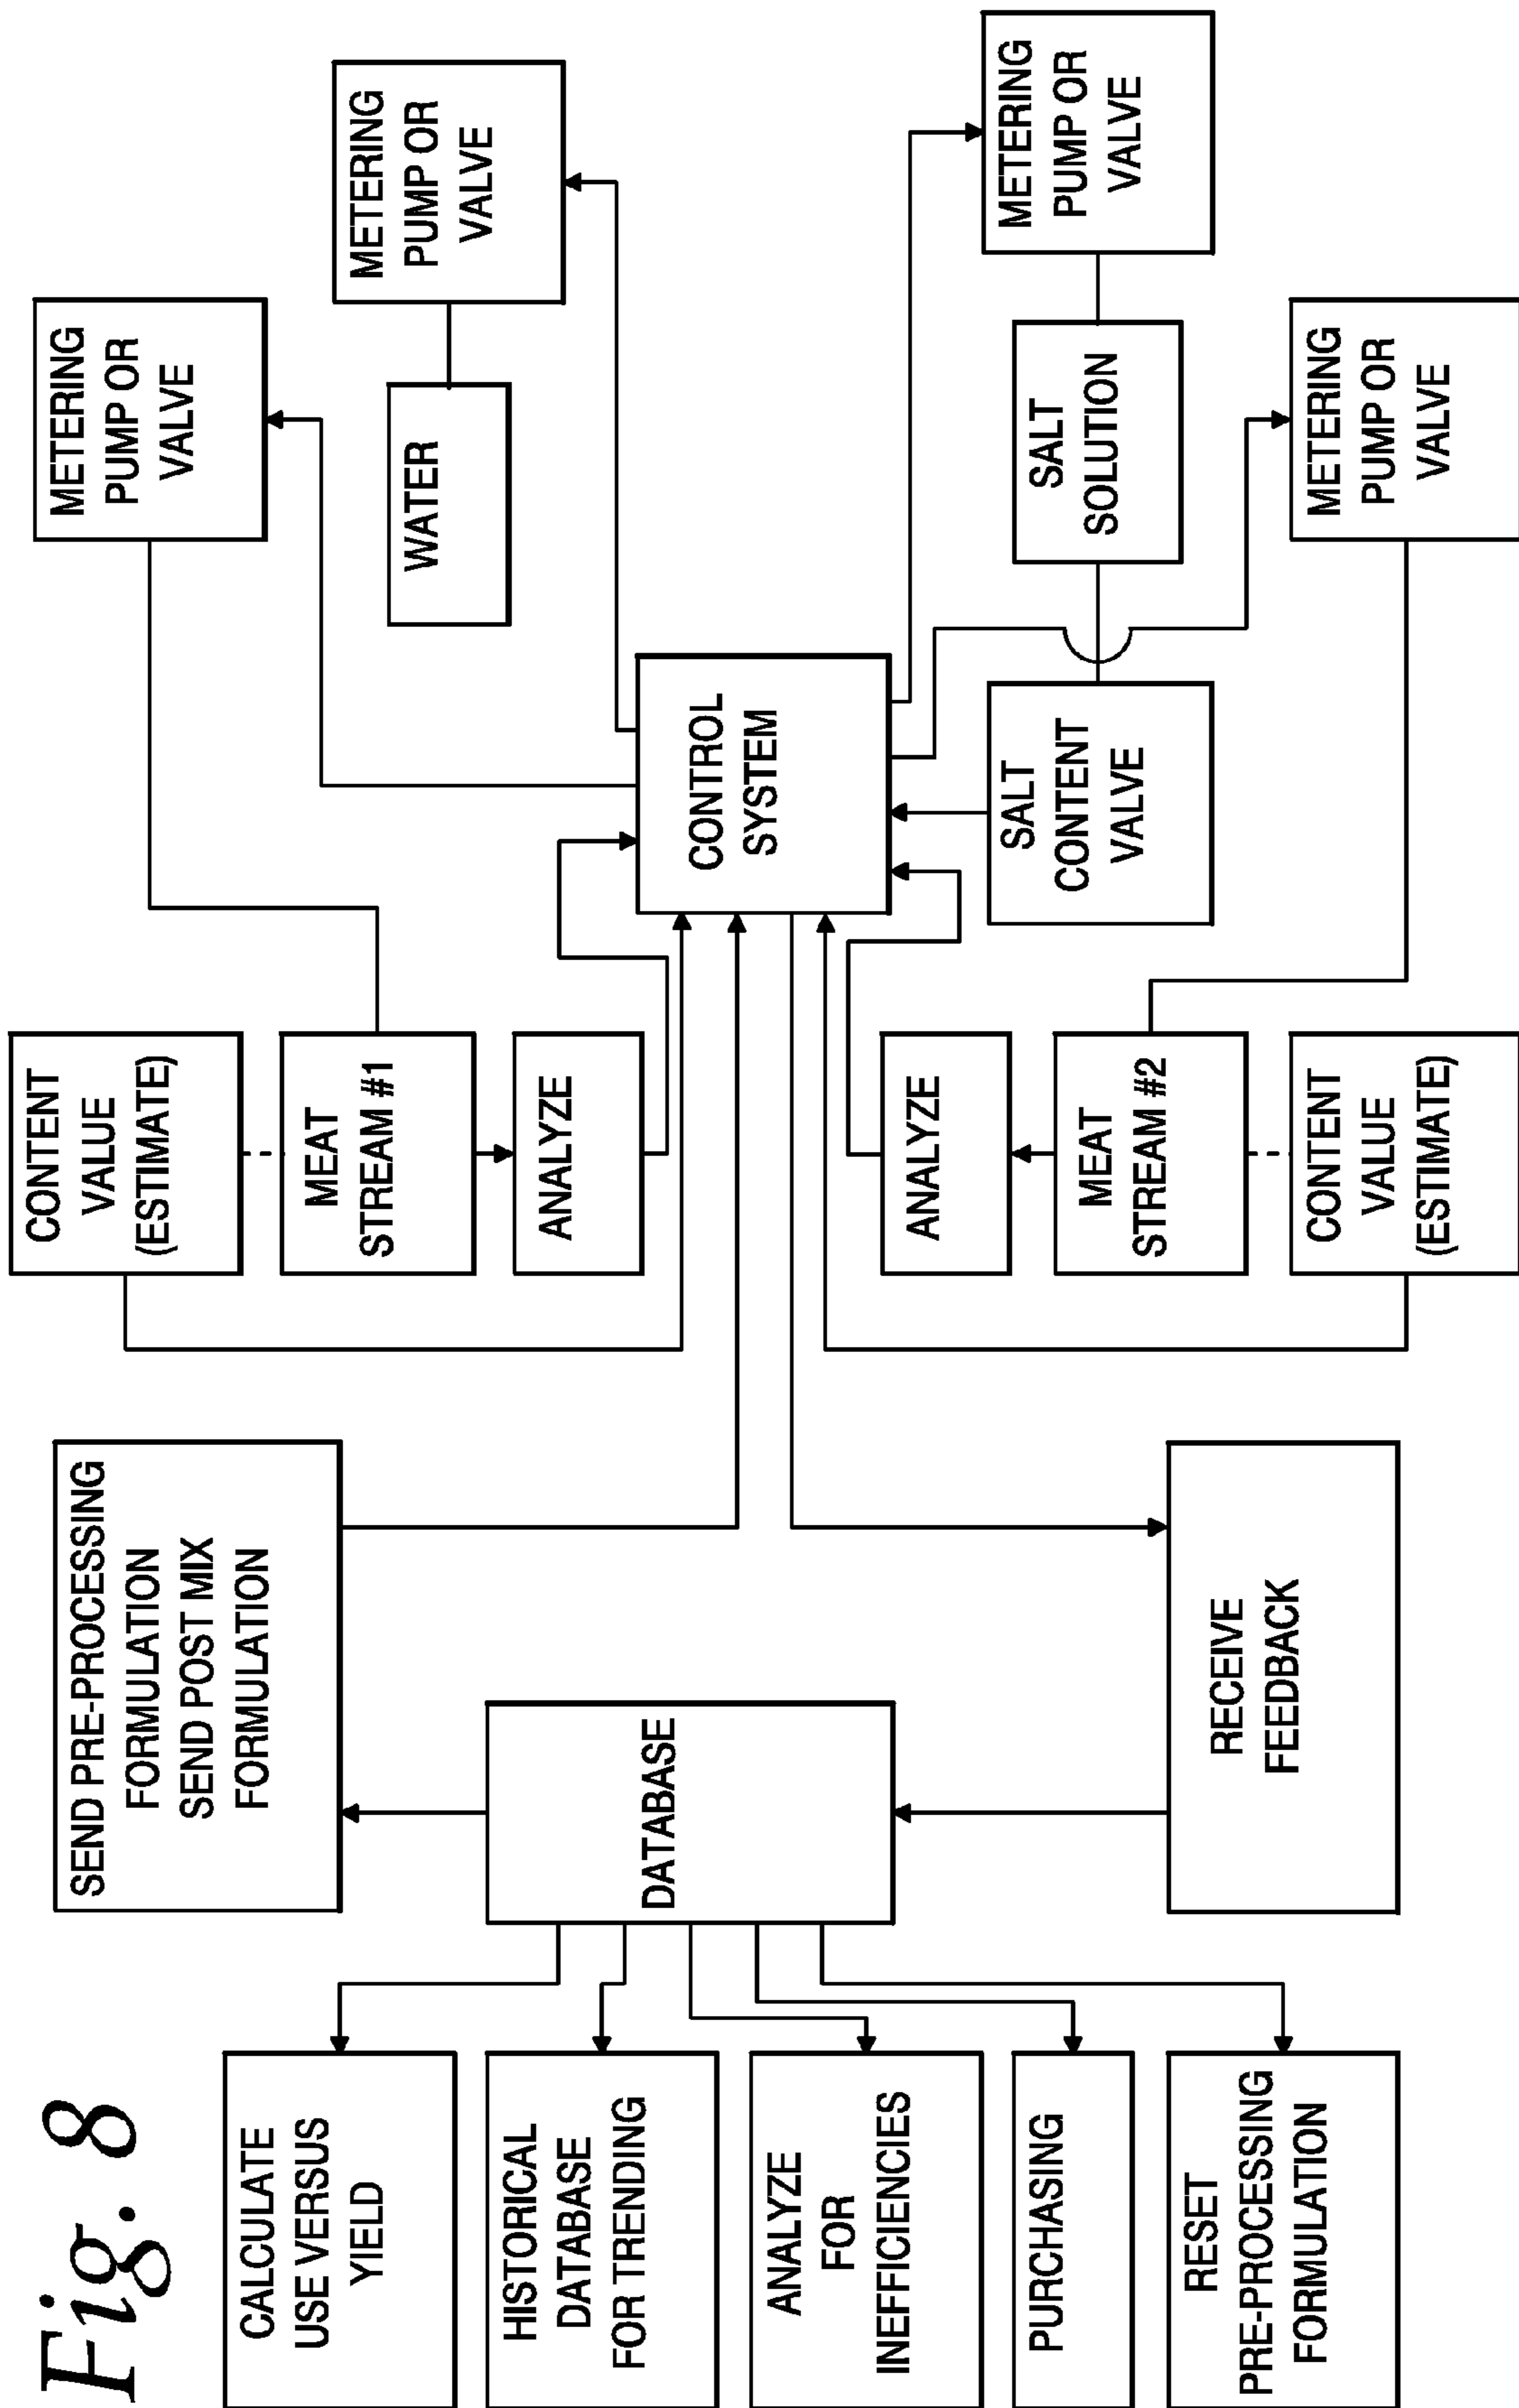 Fig. 8
CALCULATE
USE VERSUS
YIELD
HISTORICAL
DATABASE
FOR TRENDING
ANALYZE
FOR
INEFFICIENCIES
PURCHASING
RESET
PRE-PROCESSING
FORMULATION
SEND PRE-PROCESSING
FORMULATION
SEND POST MIX
FORMULATION
DATABASE
RECEIVE
FEEDBACK
CONTENT
VALUE
(ESTIMATE)
MEAT
STREAM #1
ANALYZE
ANALYZE
MEAT
STREAM #2
CONTENT
VALUE
(ESTIMATE)
CONTROL
SYSTEM
SALT
CONTENT
VALVE
METERING
PUMP OR
VALVE
WATER
METERING
PUMP OR
VALVE
SALT
SOLUTION
METERING
PUMP OR
VALVE
METERING
PUMP OR
VALVE